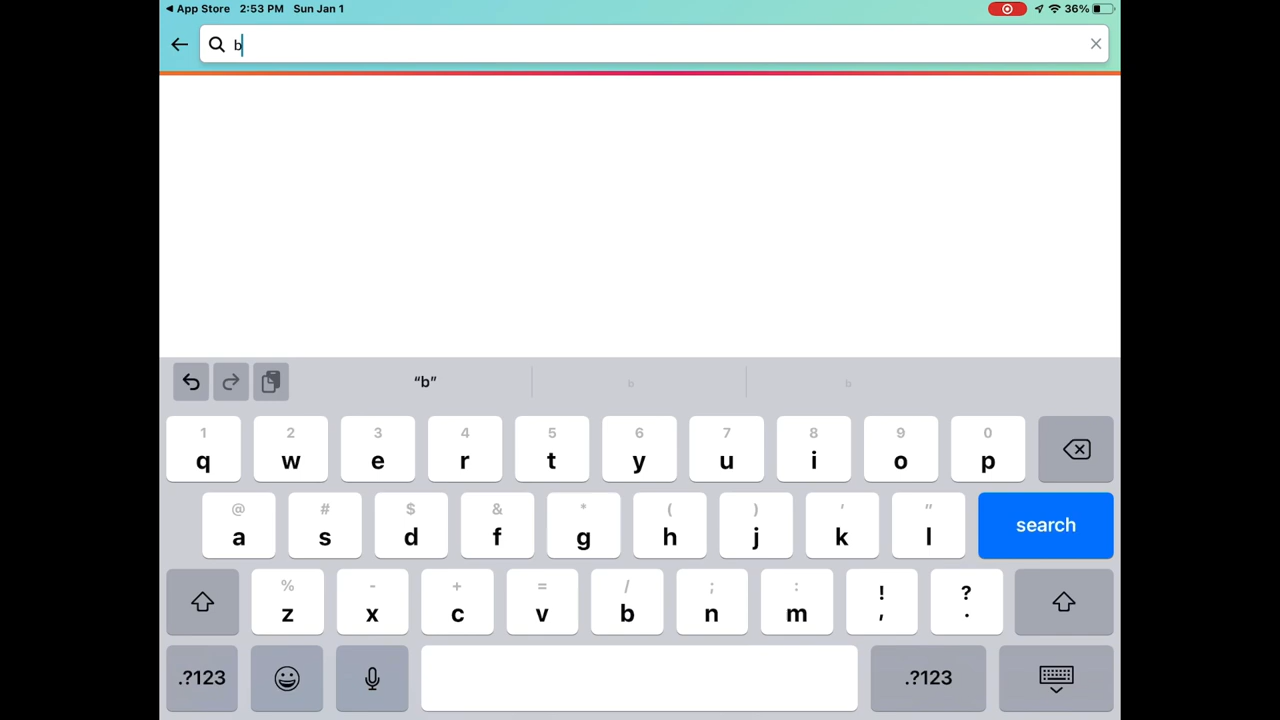 App Store 2:53 PM Sun Jan 1 36%
b
“b” b b
1 2 3 4 5 6 7 8 9 0
q w e r t y u i o p
@ # $ & * ( ) ' "
a s d f g h j k l search
% - + = / ; : ! ?
z x c v b n m , .
.?123 .?123